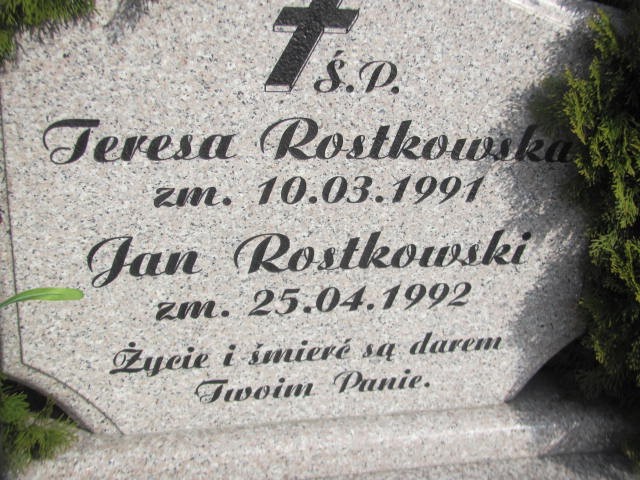 Ś.P.
Teresa Rostkowska
zm. 10.03.1991
Jan Rostkowski
zm. 25.04.1992
Życie i śmierć są darem
Twoim Panie.